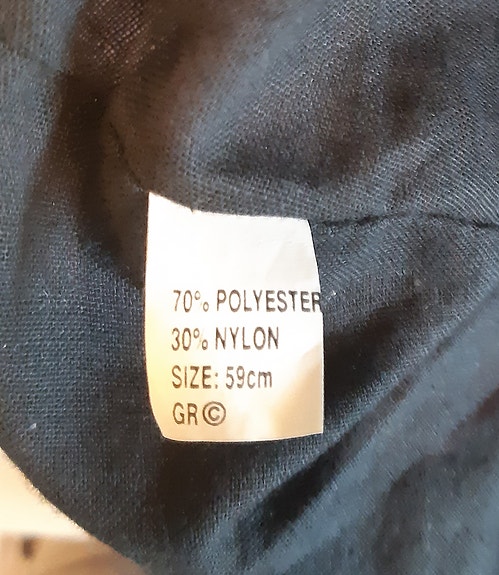 70% POLYESTER
30% NYLON
SIZE: 59cm
GR©